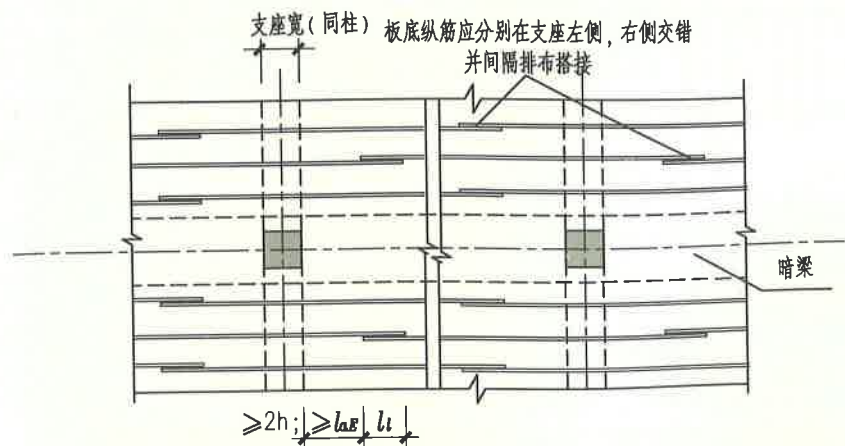 支座宽(同柱)
板底纵筋应分别在支座左侧,右侧交错
并间隔排布搭接
暗梁
≥2h;≥laE ll